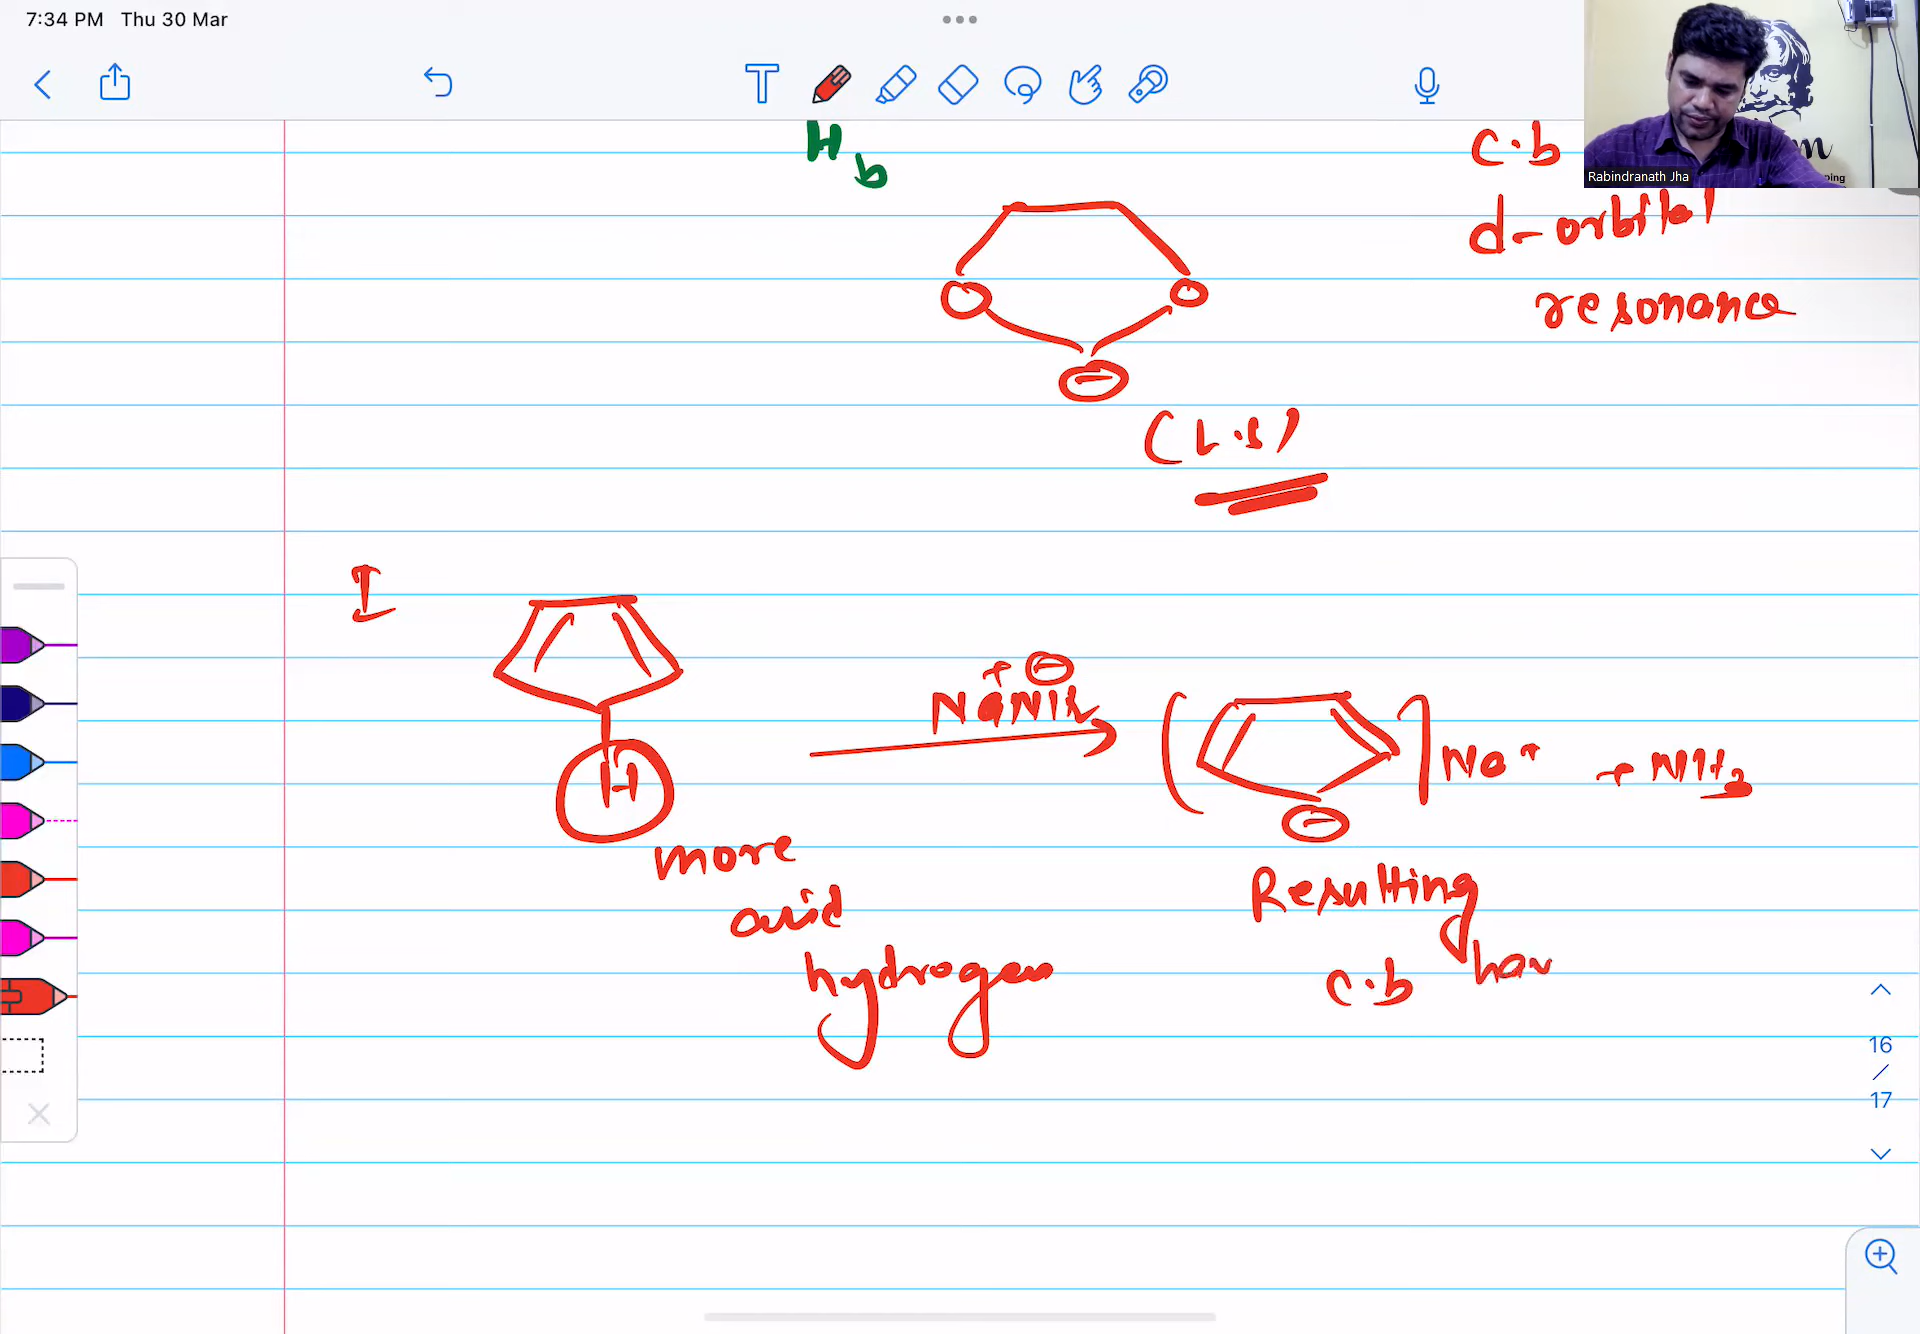 7:34 PM Thu 30 Mar
H b
C.b
Rabindranath Jha
d-orbital
resonance
O O
⊖
(L.S)
I
H
+ ⊖
NaNH2
[ ⊖ ] Na+ + NH3
more
acid
hydrogen
Resulting
C.b hav
16
/
17